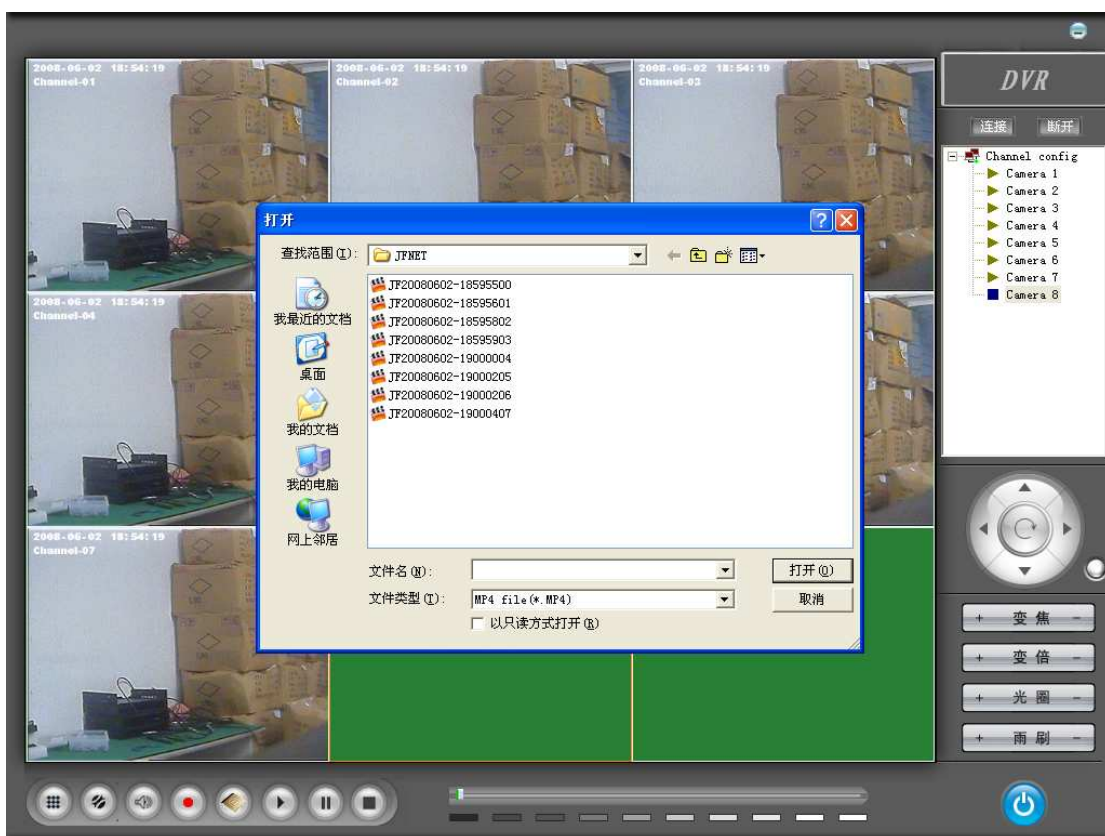 2008-06-02 18:54:19
Channel-01
2008-06-02 18:54:19
Channel-02
2008-06-02 18:54:19
Channel-03
DVR
连接
断开
Channel config
Camera 1
Camera 2
Camera 3
Camera 4
Camera 5
Camera 6
Camera 7
Camera 8
打开
查找范围(I):
JFNET
我最近的文档
桌面
我的文档
我的电脑
网上邻居
JF20080602-18595500
JF20080602-18595601
JF20080602-18595802
JF20080602-18595903
JF20080602-19000004
JF20080602-19000205
JF20080602-19000206
JF20080602-19000407
文件名(N):
打开(O)
文件类型(T):
MP4 file(*.MP4)
取消
以只读方式打开(R)
2008-06-02 18:54:19
Channel-04
2008-06-02 18:54:19
Channel-07
+ 变焦 -
+ 变倍 -
+ 光圈 -
+ 雨刷 -